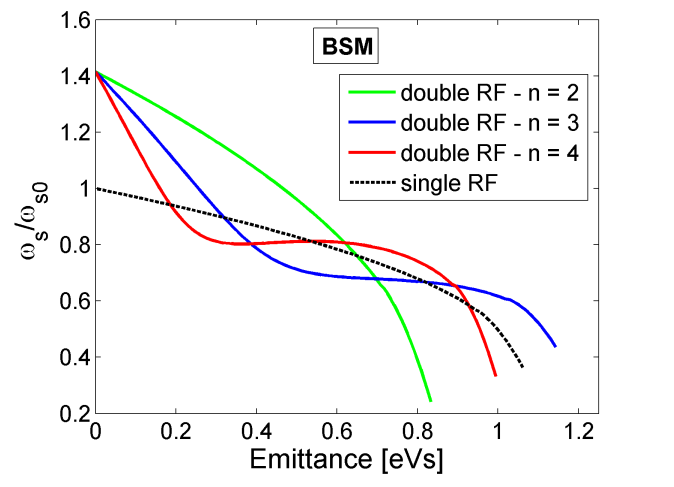 BSM
double RF - n = 2
double RF - n = 3
double RF - n = 4
single RF
1.6
1.4
1.2
1
0.8
0.6
0.4
0.2
ω_s/ω_s0
0
0.2
0.4
0.6
0.8
1
1.2
Emittance [eVs]